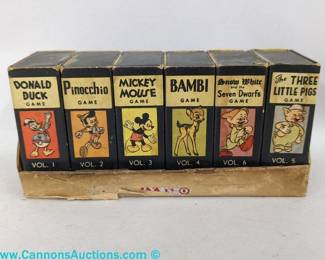 DONALD
DUCK
GAME
VOL. 1
Pinocchio
GAME
VOL. 2
MICKEY
MOUSE
GAME
VOL. 3
BAMBI
GAME
VOL. 4
Snow White
and the
Seven Dwarfs
GAME
VOL. 6
The THREE
LITTLE PIGS
GAME
VOL. 5
www.CannonsAuctions.com - ©